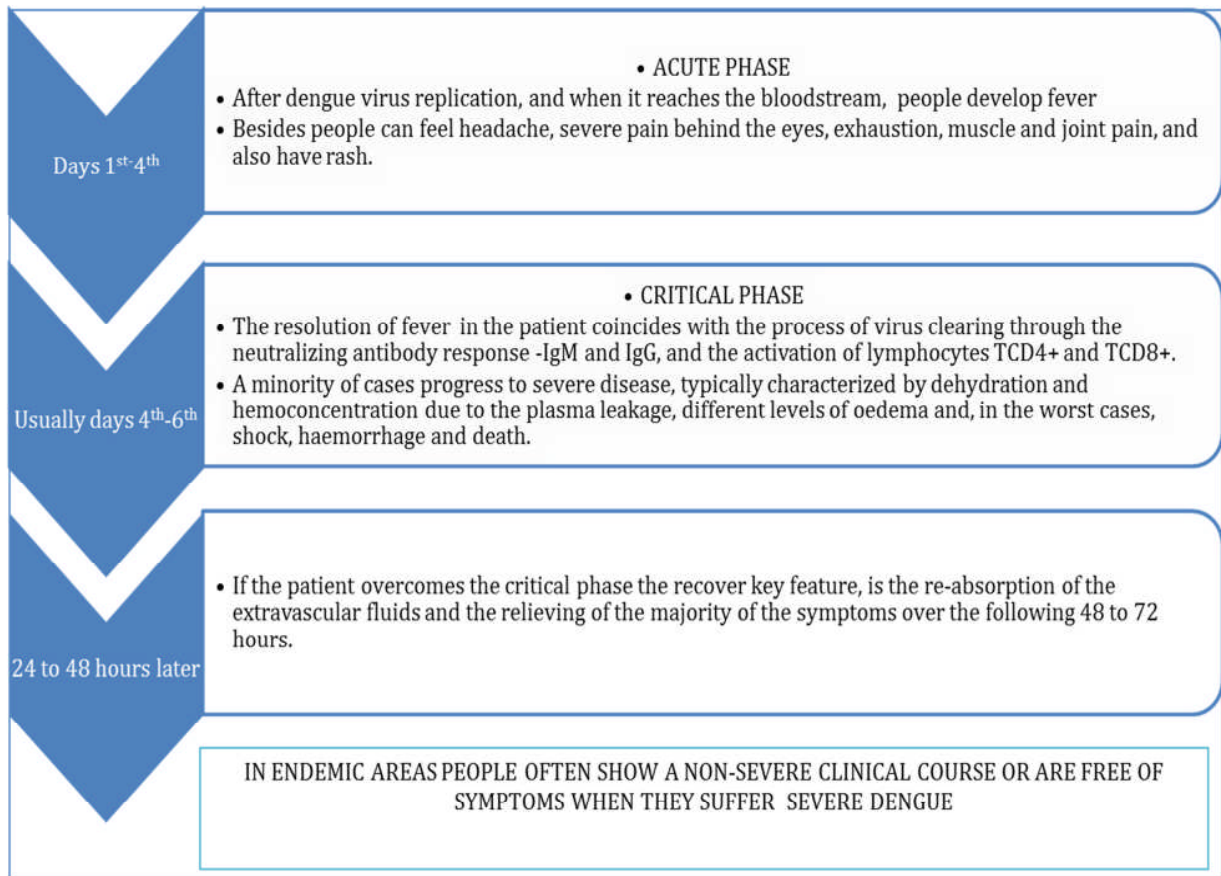 • ACUTE PHASE
• After dengue virus replication, and when it reaches the bloodstream, people develop fever
• Besides people can feel headache, severe pain behind the eyes, exhaustion, muscle and joint pain, and
also have rash.
Days 1st-4th
• CRITICAL PHASE
• The resolution of fever in the patient coincides with the process of virus clearing through the
neutralizing antibody response -IgM and IgG, and the activation of lymphocytes TCD4+ and TCD8+.
• A minority of cases progress to severe disease, typically characterized by dehydration and
hemoconcentration due to the plasma leakage, different levels of oedema and, in the worst cases,
shock, haemorrhage and death.
Usually days 4th-6th
• If the patient overcomes the critical phase the recover key feature, is the re-absorption of the
extravascular fluids and the relieving of the majority of the symptoms over the following 48 to 72
hours.
24 to 48 hours later
IN ENDEMIC AREAS PEOPLE OFTEN SHOW A NON-SEVERE CLINICAL COURSE OR ARE FREE OF
SYMPTOMS WHEN THEY SUFFER SEVERE DENGUE